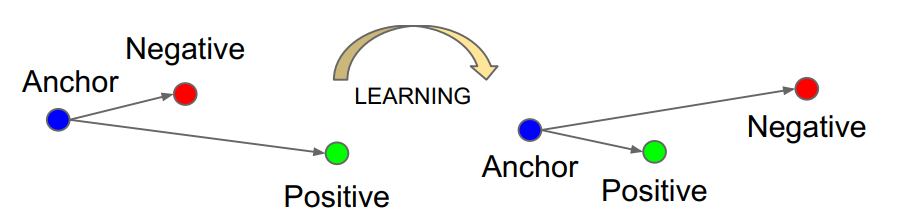 Negative
Anchor
Positive
LEARNING
Negative
Anchor
Positive